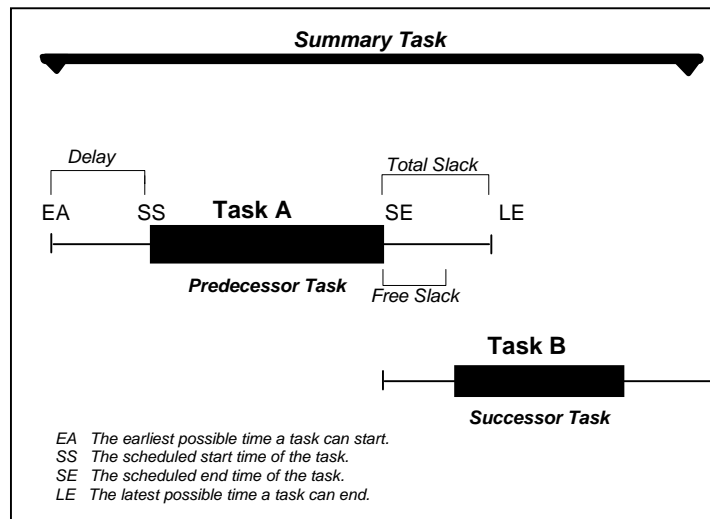 Summary Task
Delay
Total Slack
EA SS Task A SE LE
Predecessor Task
Free Slack
Task B
Successor Task
EA The earliest possible time a task can start.
SS The scheduled start time of the task.
SE The scheduled end time of the task.
LE The latest possible time a task can end.